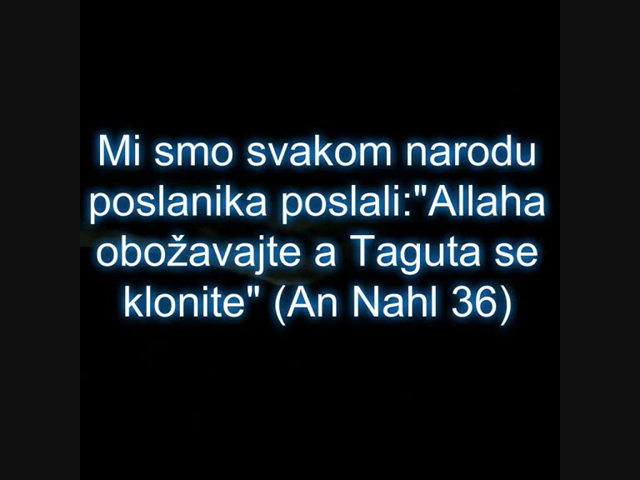 Mi smo svakom narodu
poslanika poslali:"Allaha
obožavajte a Taguta se
klonite" (An Nahl 36)